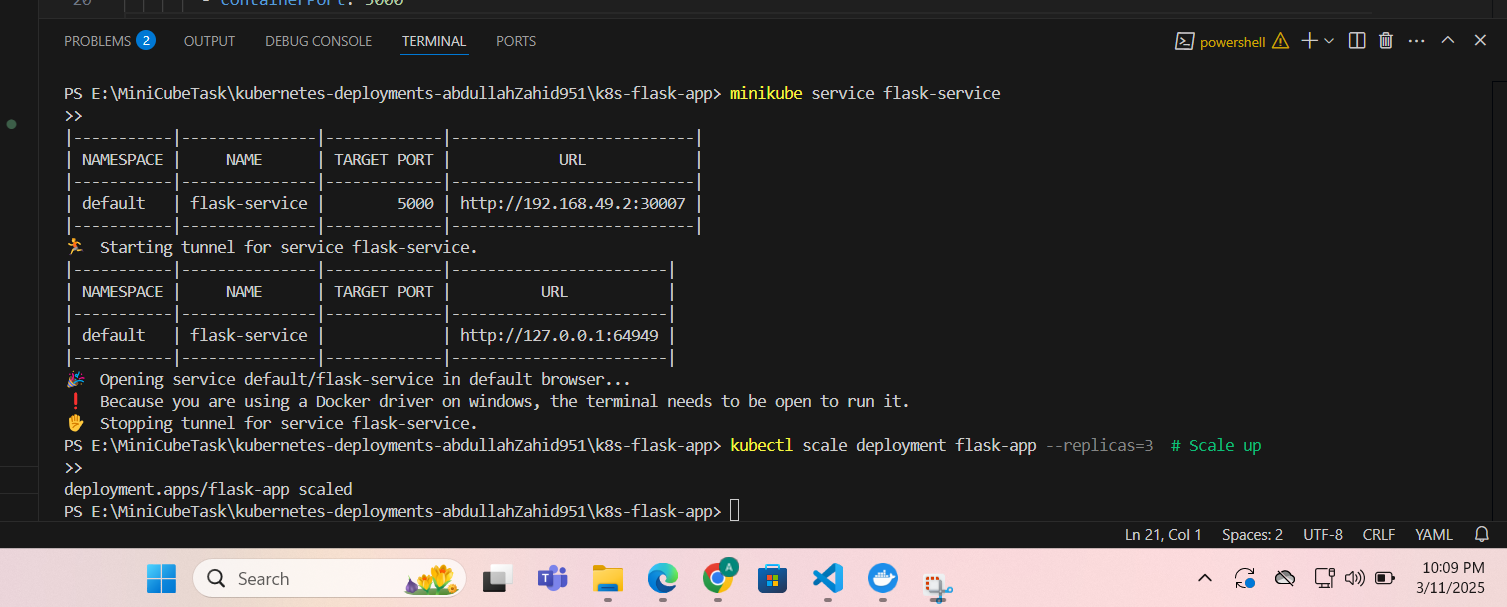 20 - containerPort: 5000
PROBLEMS 2 OUTPUT DEBUG CONSOLE TERMINAL PORTS powershell
PS E:\MiniCubeTask\kubernetes-deployments-abdullahZahid951\k8s-flask-app> minikube service flask-service
>>
|-----------|---------------|-------------|---------------------------|
| NAMESPACE | NAME | TARGET PORT | URL |
|-----------|---------------|-------------|---------------------------|
| default | flask-service | 5000 | http://192.168.49.2:30007 |
|-----------|---------------|-------------|---------------------------|
🏃 Starting tunnel for service flask-service.
|-----------|---------------|-------------|------------------------|
| NAMESPACE | NAME | TARGET PORT | URL |
|-----------|---------------|-------------|------------------------|
| default | flask-service | | http://127.0.0.1:64949 |
|-----------|---------------|-------------|------------------------|
🎉 Opening service default/flask-service in default browser...
❗ Because you are using a Docker driver on windows, the terminal needs to be open to run it.
✋ Stopping tunnel for service flask-service.
PS E:\MiniCubeTask\kubernetes-deployments-abdullahZahid951\k8s-flask-app> kubectl scale deployment flask-app --replicas=3 # Scale up
>>
deployment.apps/flask-app scaled
PS E:\MiniCubeTask\kubernetes-deployments-abdullahZahid951\k8s-flask-app>
Ln 21, Col 1 Spaces: 2 UTF-8 CRLF YAML
Search
10:09 PM
3/11/2025